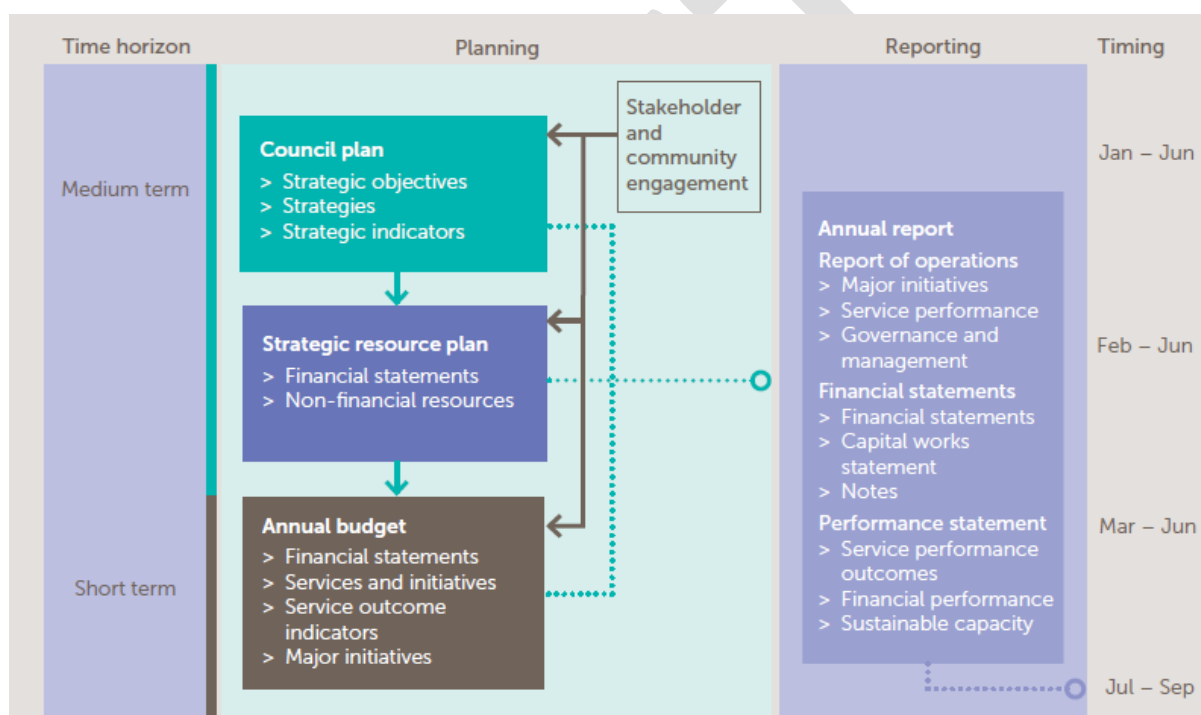 Time horizon
Planning
Reporting
Timing
Medium term
Short term
Council plan
> Strategic objectives
> Strategies
> Strategic indicators
Stakeholder
and
community
engagement
Strategic resource plan
> Financial statements
> Non-financial resources
Annual budget
> Financial statements
> Services and initiatives
> Service outcome
indicators
> Major initiatives
Annual report
Report of operations
> Major initiatives
> Service performance
> Governance and
management
Financial statements
> Financial statements
> Capital works
statement
> Notes
Performance statement
> Service performance
outcomes
> Financial performance
> Sustainable capacity
Jan – Jun
Feb – Jun
Mar – Jun
Jul – Sep